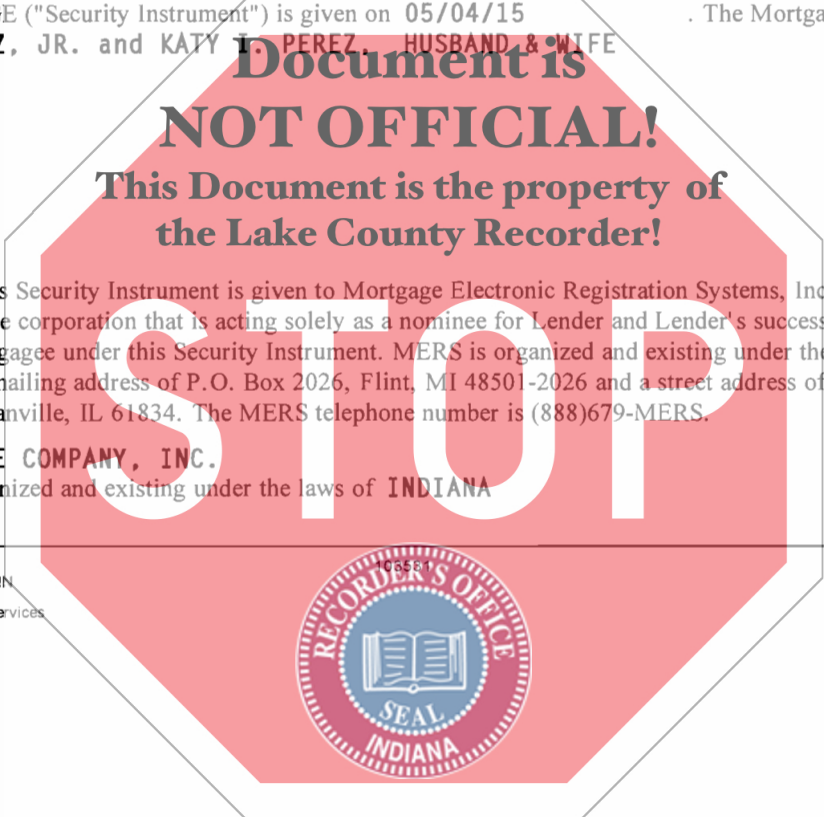 E ("Security Instrument") is given on 05/04/15 . The Mortga
, JR. and KATY I. PEREZ, HUSBAND & WIFE
Document is
NOT OFFICIAL!
This Document is the property of
the Lake County Recorder!
s Security Instrument is given to Mortgage Electronic Registration Systems, Inc
e corporation that is acting solely as a nominee for Lender and Lender's success
gagee under this Security Instrument. MERS is organized and existing under the
ailing address of P.O. Box 2026, Flint, MI 48501-2026 and a street address of
anville, IL 61834. The MERS telephone number is (888)679-MERS.
STOP
E COMPANY, INC.
nized and existing under the laws of INDIANA
IN
ervices
103581
RECORDER'S OFFICE
SEAL
INDIANA